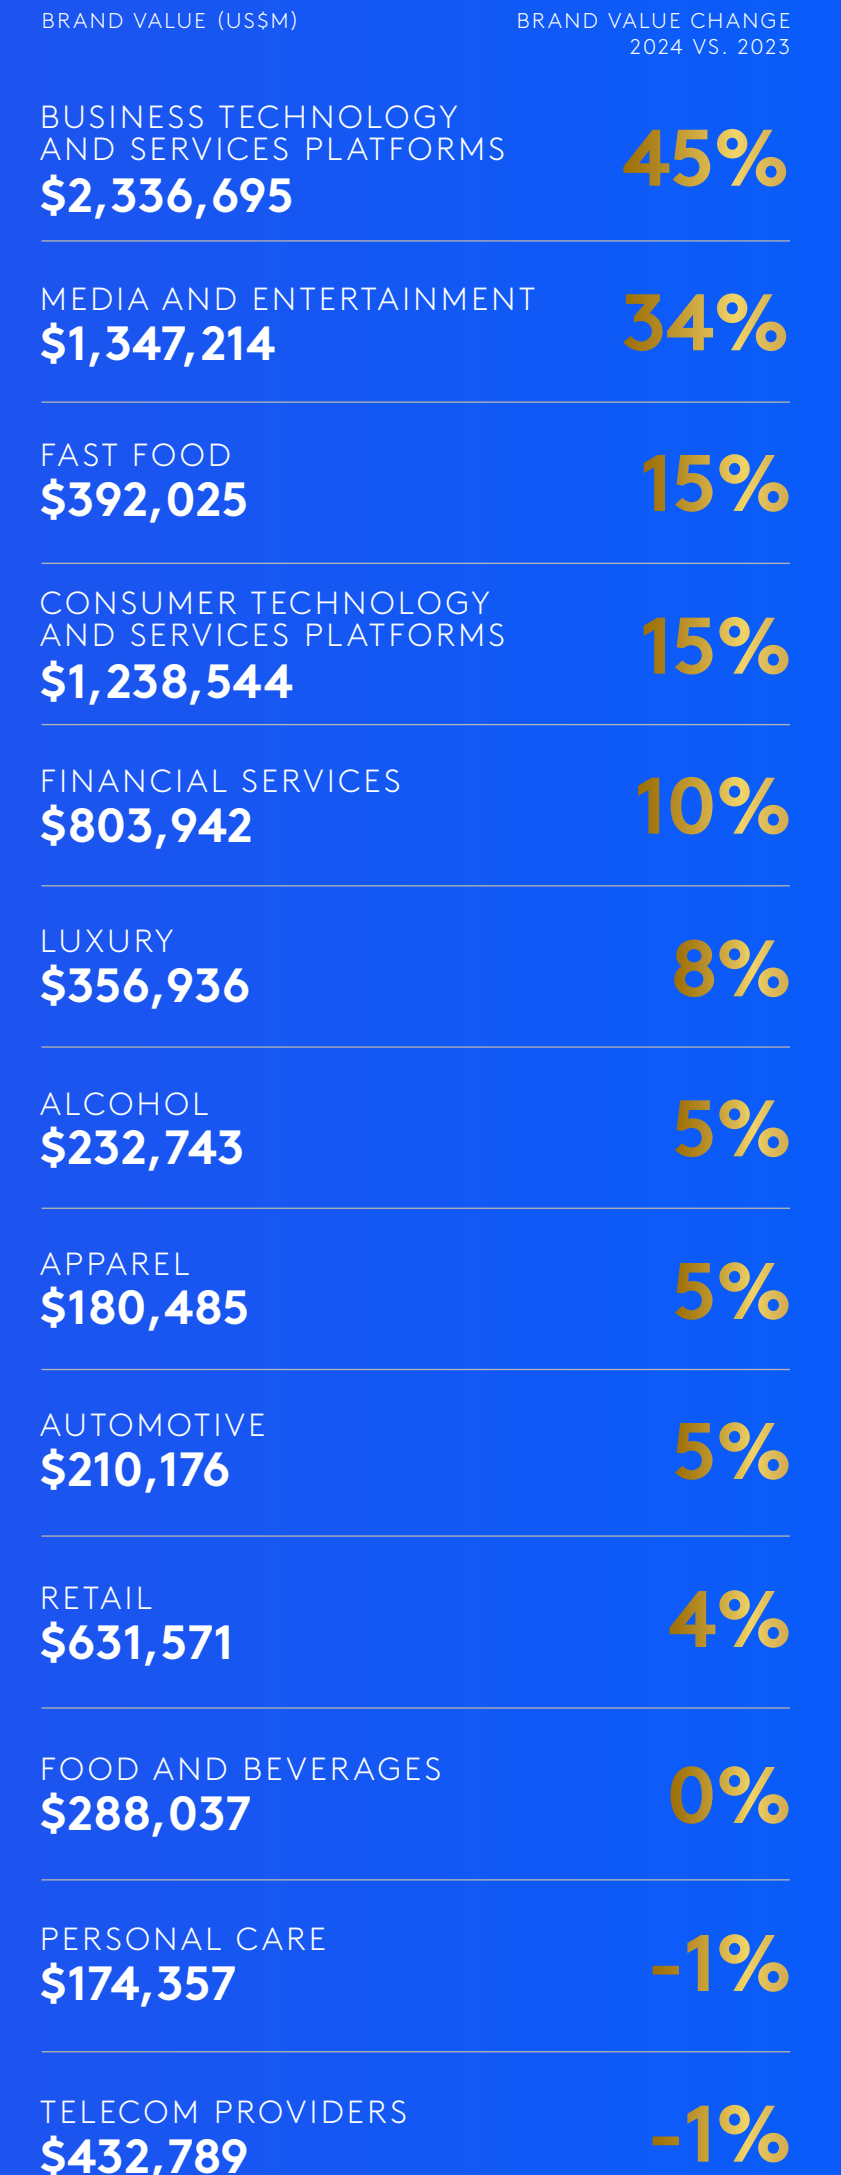 BRAND VALUE (US$M)
BRAND VALUE CHANGE
2024 VS. 2023
BUSINESS TECHNOLOGY
AND SERVICES PLATFORMS
$2,336,695
45%
MEDIA AND ENTERTAINMENT
$1,347,214
34%
FAST FOOD
$392,025
15%
CONSUMER TECHNOLOGY
AND SERVICES PLATFORMS
$1,238,544
15%
FINANCIAL SERVICES
$803,942
10%
LUXURY
$356,936
8%
ALCOHOL
$232,743
5%
APPAREL
$180,485
5%
AUTOMOTIVE
$210,176
5%
RETAIL
$631,571
4%
FOOD AND BEVERAGES
$288,037
0%
PERSONAL CARE
$174,357
-1%
TELECOM PROVIDERS
$432,789
-1%